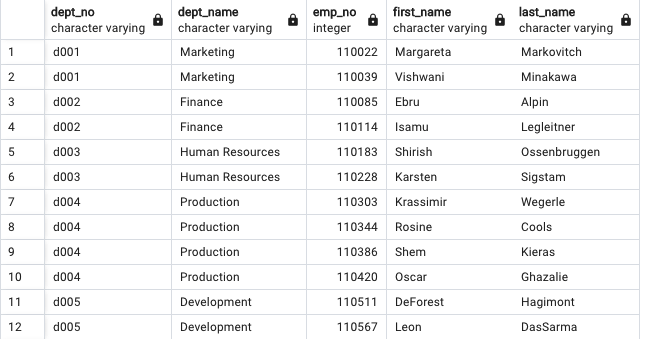 dept_no dept_name emp_no first_name last_name
character varying character varying integer character varying character varying
1 d001 Marketing 110022 Margareta Markovitch
2 d001 Marketing 110039 Vishwani Minakawa
3 d002 Finance 110085 Ebru Alpin
4 d002 Finance 110114 Isamu Legleitner
5 d003 Human Resources 110183 Shirish Ossenbruggen
6 d003 Human Resources 110228 Karsten Sigstam
7 d004 Production 110303 Krassimir Wegerle
8 d004 Production 110344 Rosine Cools
9 d004 Production 110386 Shem Kieras
10 d004 Production 110420 Oscar Ghazalie
11 d005 Development 110511 DeForest Hagimont
12 d005 Development 110567 Leon DasSarma